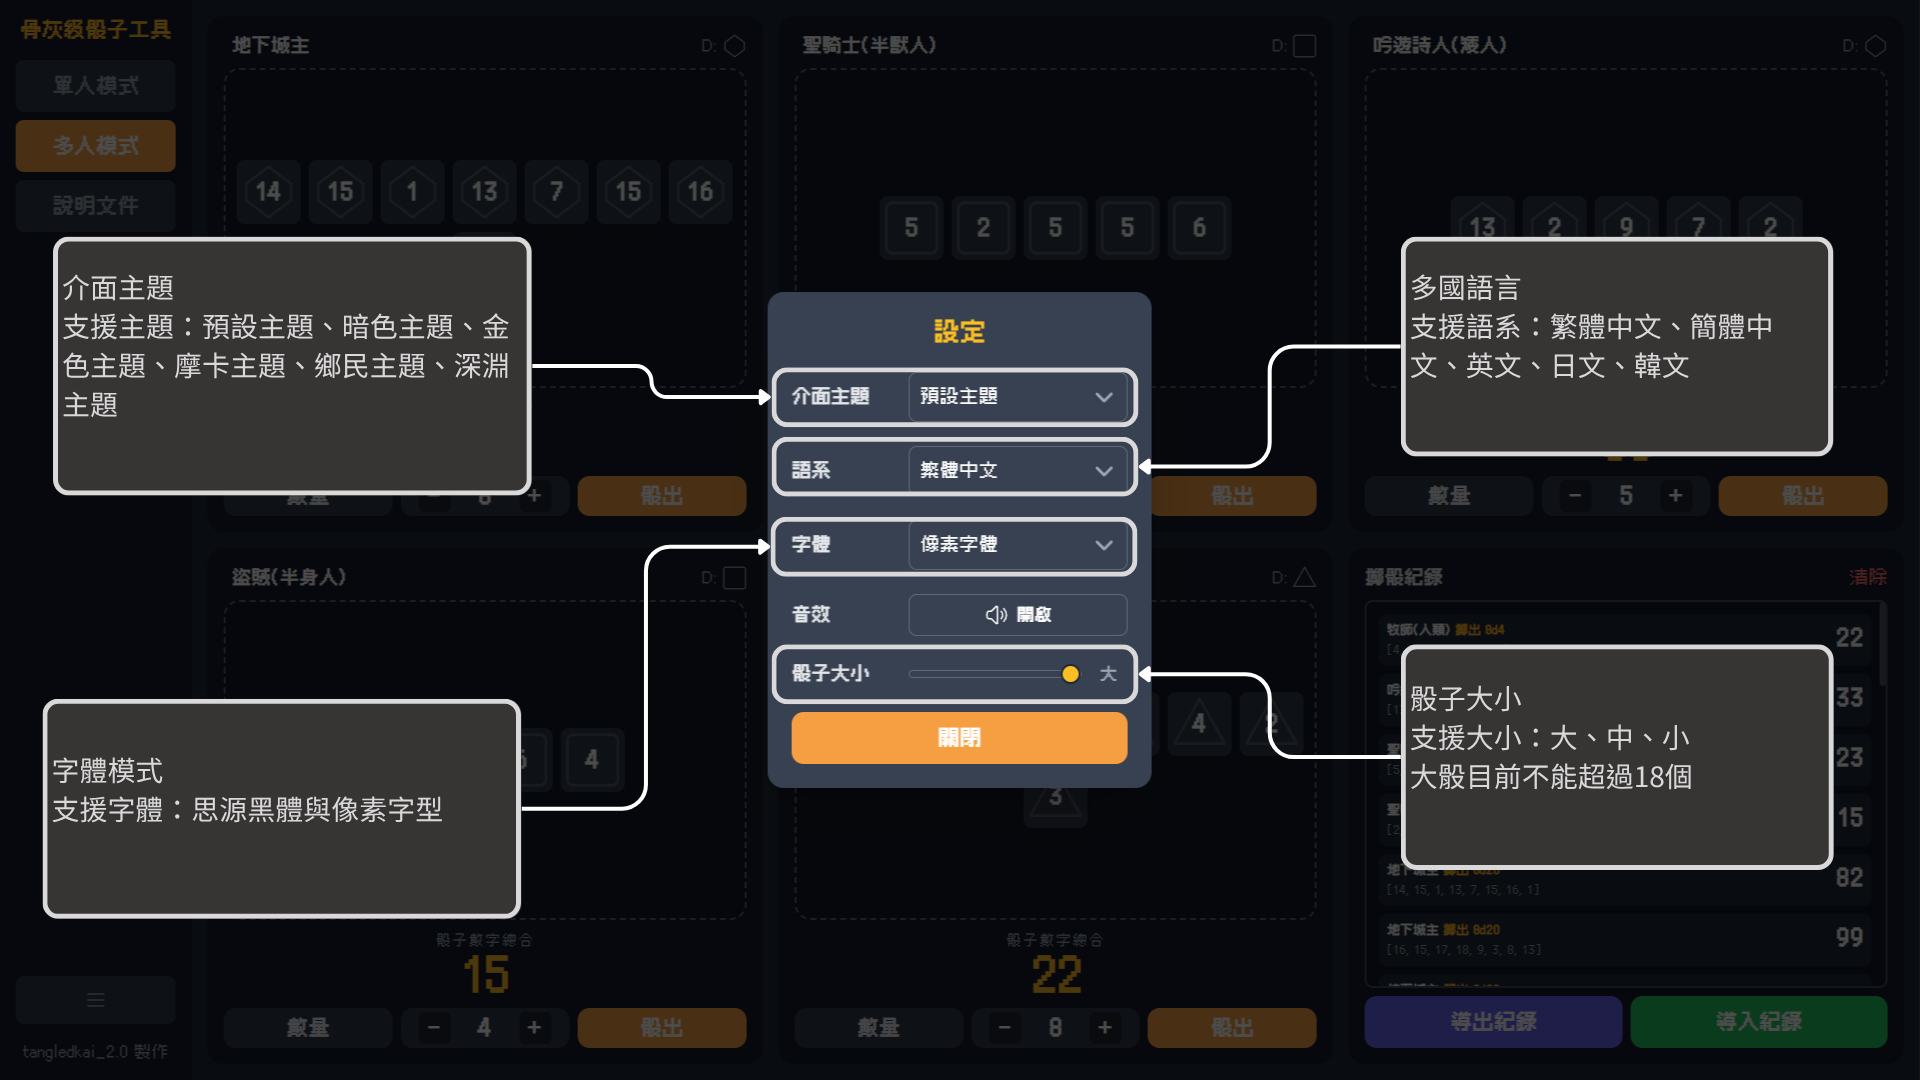 骨灰級骰子工具
單人模式
多人模式
說明文件
tangledkai_2.0 製作
地下城主
D:
14 15 1 13 7 15 16
數量
− 8 +
骰出
聖騎士(半獸人)
D:
5 2 5 5 6
骰出
吟遊詩人(矮人)
D:
13 2 9 7 2
數量
− 5 +
骰出
盜賊(半身人)
D:
4
骰子數字總合
15
數量
− 4 +
骰出
D:
4 2
3
骰子數字總合
22
數量
− 8 +
骰出
擲骰紀錄
清除
牧師(人類) 擲出 8d4
22
33
23
15
地下城主
82
[14, 15, 1, 13, 7, 15, 16, 1]
地下城主 擲出 8d20
99
[16, 15, 17, 18, 9, 3, 8, 13]
導出紀錄
導入紀錄
設定
介面主題
預設主題
語系
繁體中文
字體
像素字體
音效
開啟
骰子大小
大
關閉
介面主題
支援主題：預設主題、暗色主題、金
色主題、摩卡主題、鄉民主題、深淵
主題
多國語言
支援語系：繁體中文、簡體中
文、英文、日文、韓文
字體模式
支援字體：思源黑體與像素字型
骰子大小
支援大小：大、中、小
大骰目前不能超過18個